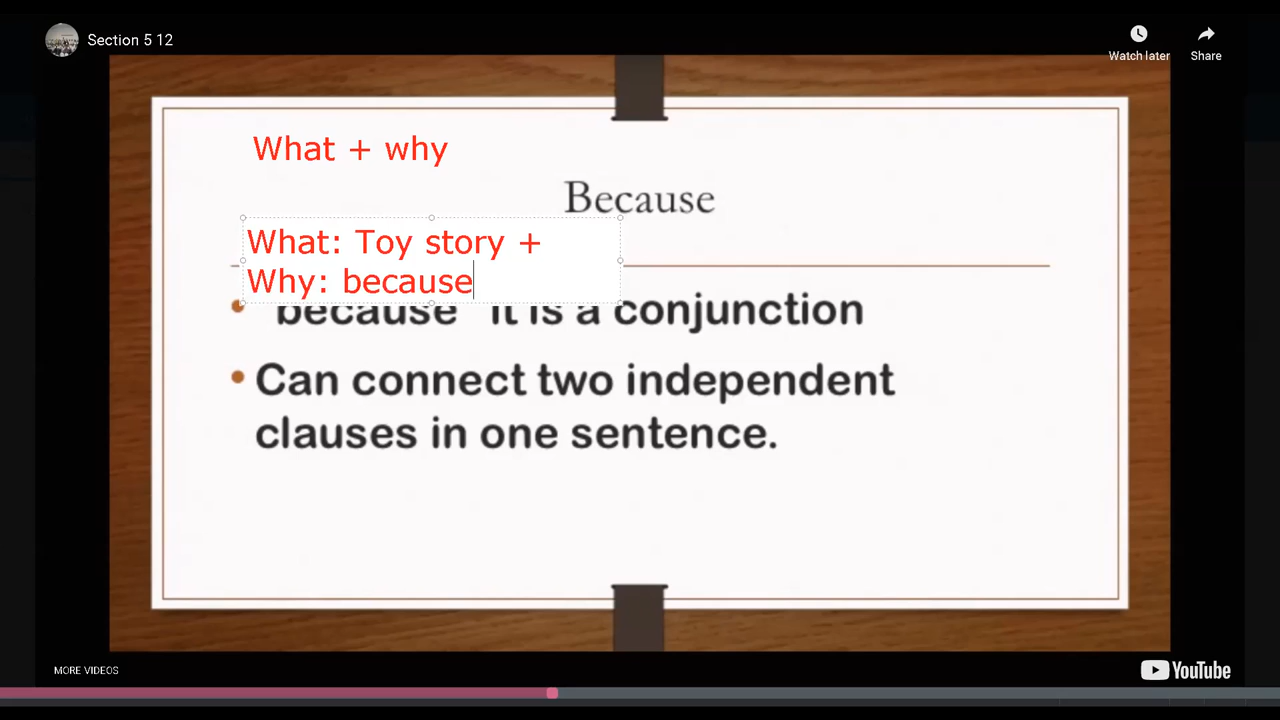 Section 5 12
Watch later
Share
What + why
Because
What: Toy story +
Why: because
• "because" it is a conjunction
• Can connect two independent
clauses in one sentence.
MORE VIDEOS
YouTube